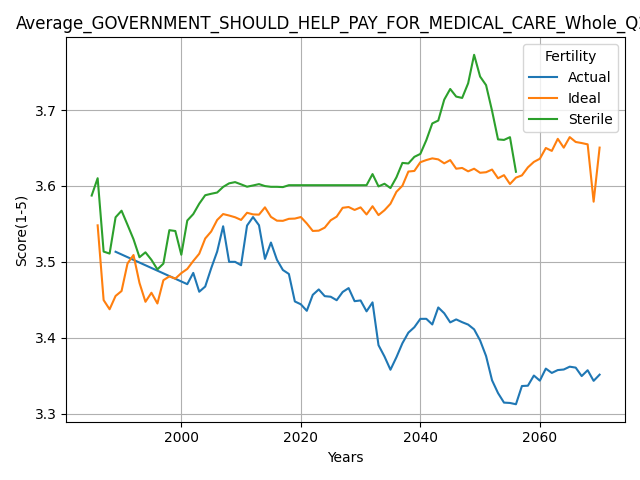 Average_GOVERNMENT_SHOULD_HELP_PAY_FOR_MEDICAL_CARE_Whole_Q
Fertility
Actual
Ideal
Sterile
Score(1-5)
3.7
3.6
3.5
3.4
3.3
2000 2020 2040 2060
Years